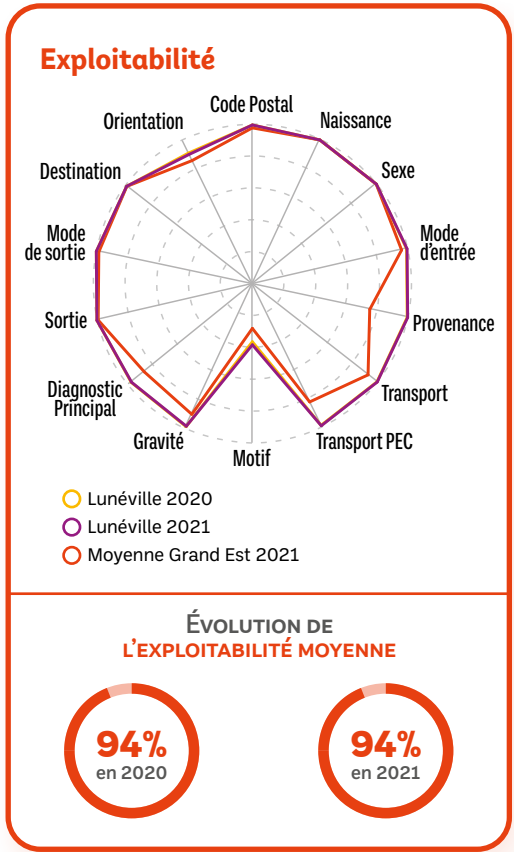 Exploitabilité
Code Postal
Naissance
Sexe
Mode
d'entrée
Provenance
Transport
Transport PEC
Motif
Gravité
Diagnostic
Principal
Sortie
Mode
de sortie
Destination
Orientation
Lunéville 2020
Lunéville 2021
Moyenne Grand Est 2021
ÉVOLUTION DE
L'EXPLOITABILITÉ MOYENNE
94%
en 2020
94%
en 2021